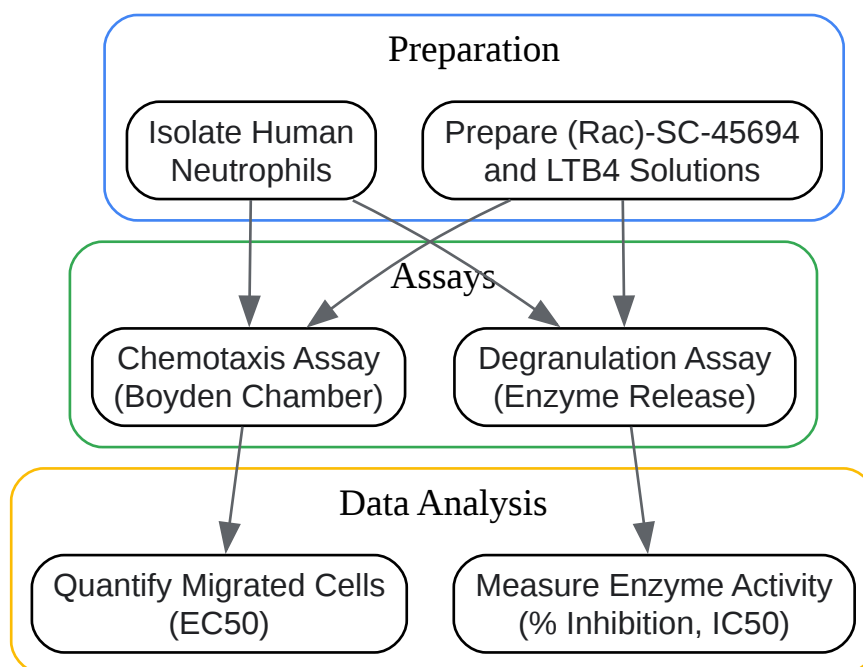 Preparation
Isolate Human
Neutrophils
Prepare (Rac)-SC-45694
and LTB4 Solutions
Assays
Chemotaxis Assay
(Boyden Chamber)
Degranulation Assay
(Enzyme Release)
Data Analysis
Quantify Migrated Cells
(EC50)
Measure Enzyme Activity
(% Inhibition, IC50)